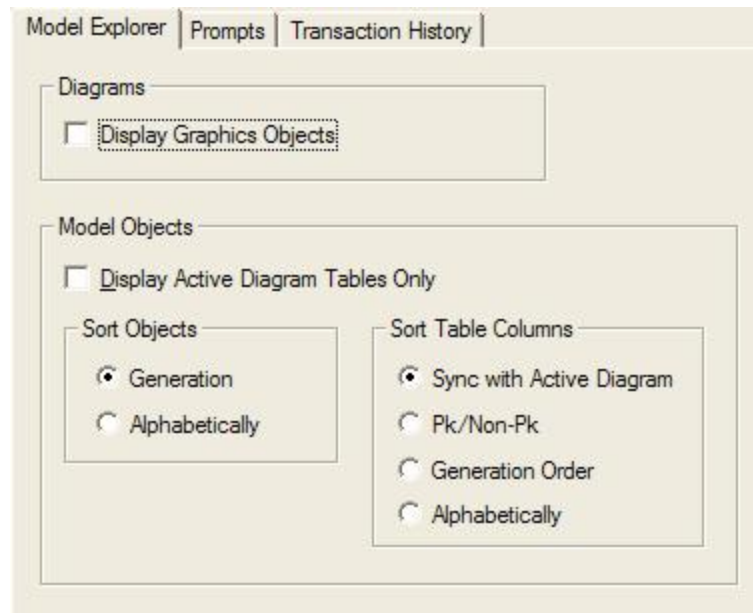 Model Explorer Prompts Transaction History
Diagrams
Display Graphics Objects
Model Objects
Display Active Diagram Tables Only
Sort Objects
Generation
Alphabetically
Sort Table Columns
Sync with Active Diagram
Pk/Non-Pk
Generation Order
Alphabetically